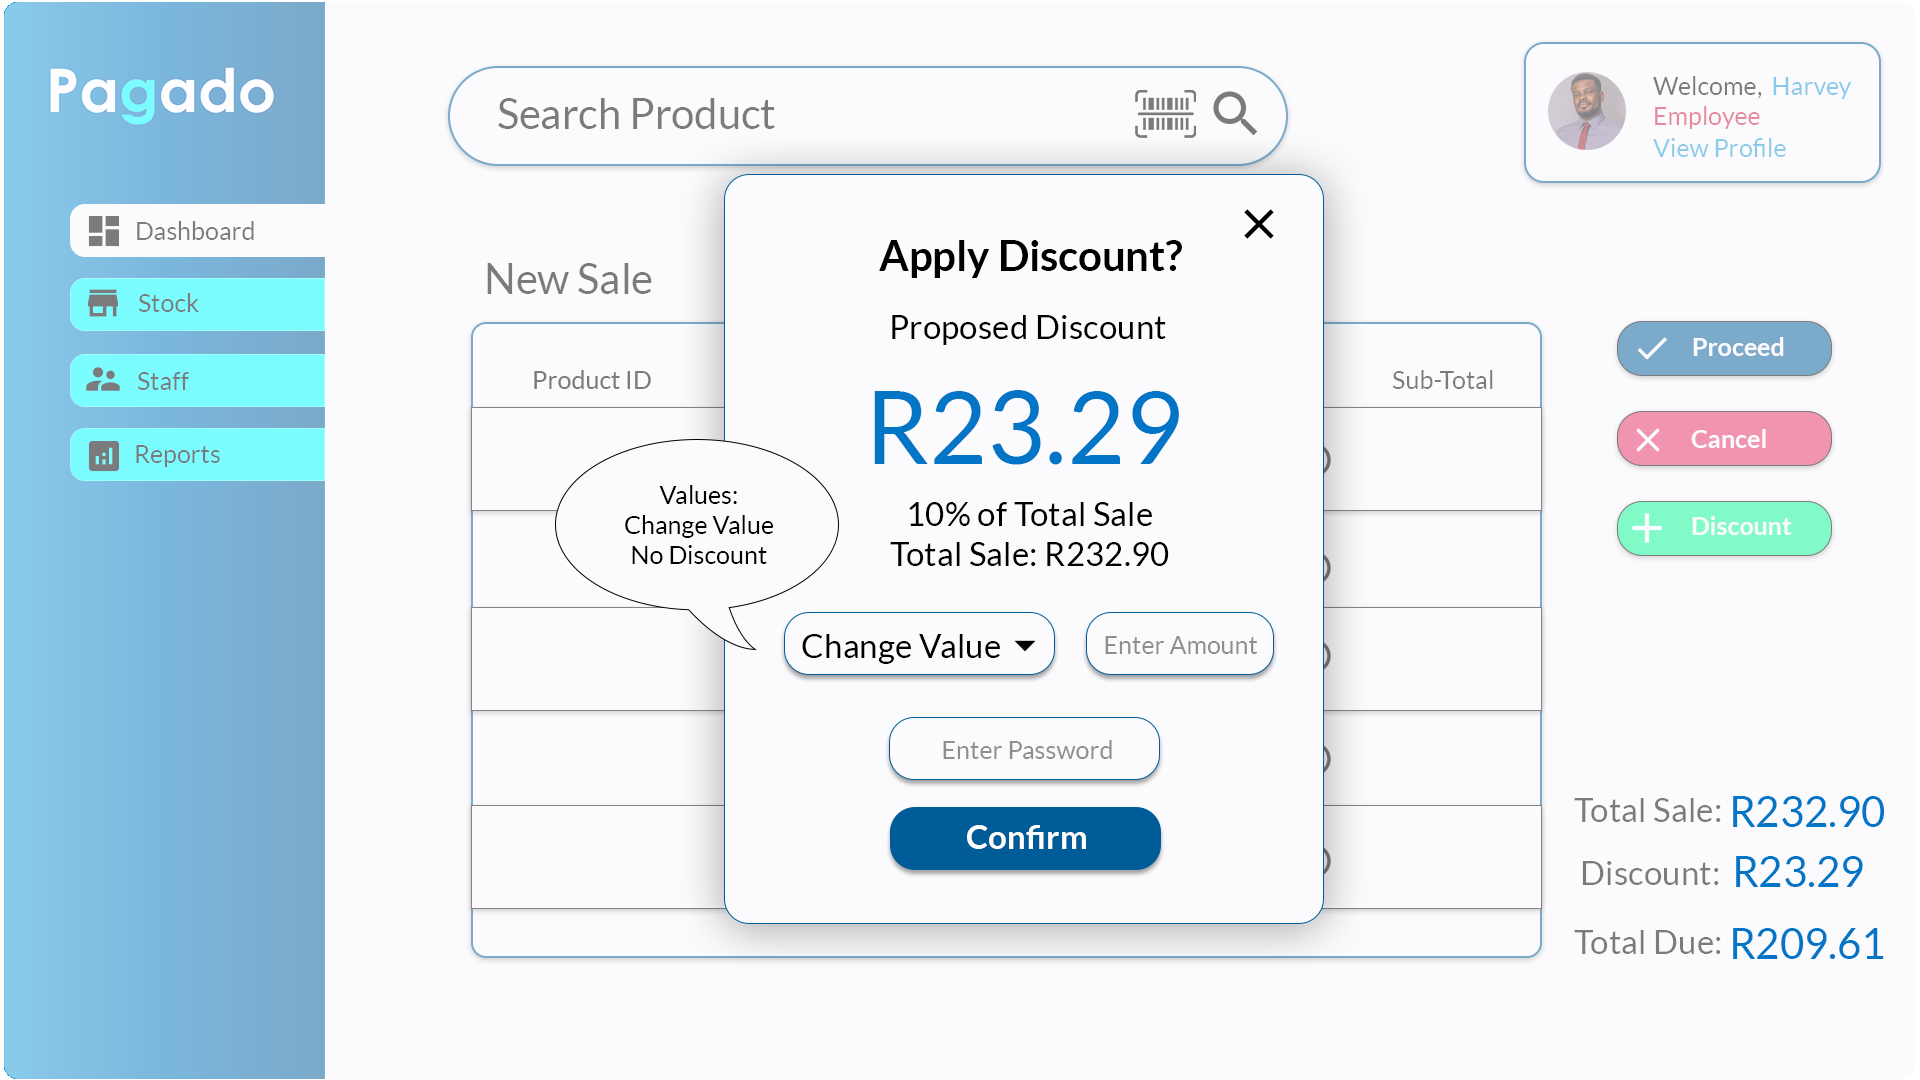 Pagado
Dashboard
Stock
Staff
Reports
Search Product
Welcome, Harvey
Employee
View Profile
New Sale
Product ID
Sub-Total
Apply Discount?
Proposed Discount
R23.29
10% of Total Sale
Total Sale: R232.90
Values:
Change Value
No Discount
Change Value
Enter Amount
Enter Password
Confirm
Proceed
Cancel
Discount
Total Sale: R232.90
Discount: R23.29
Total Due: R209.61